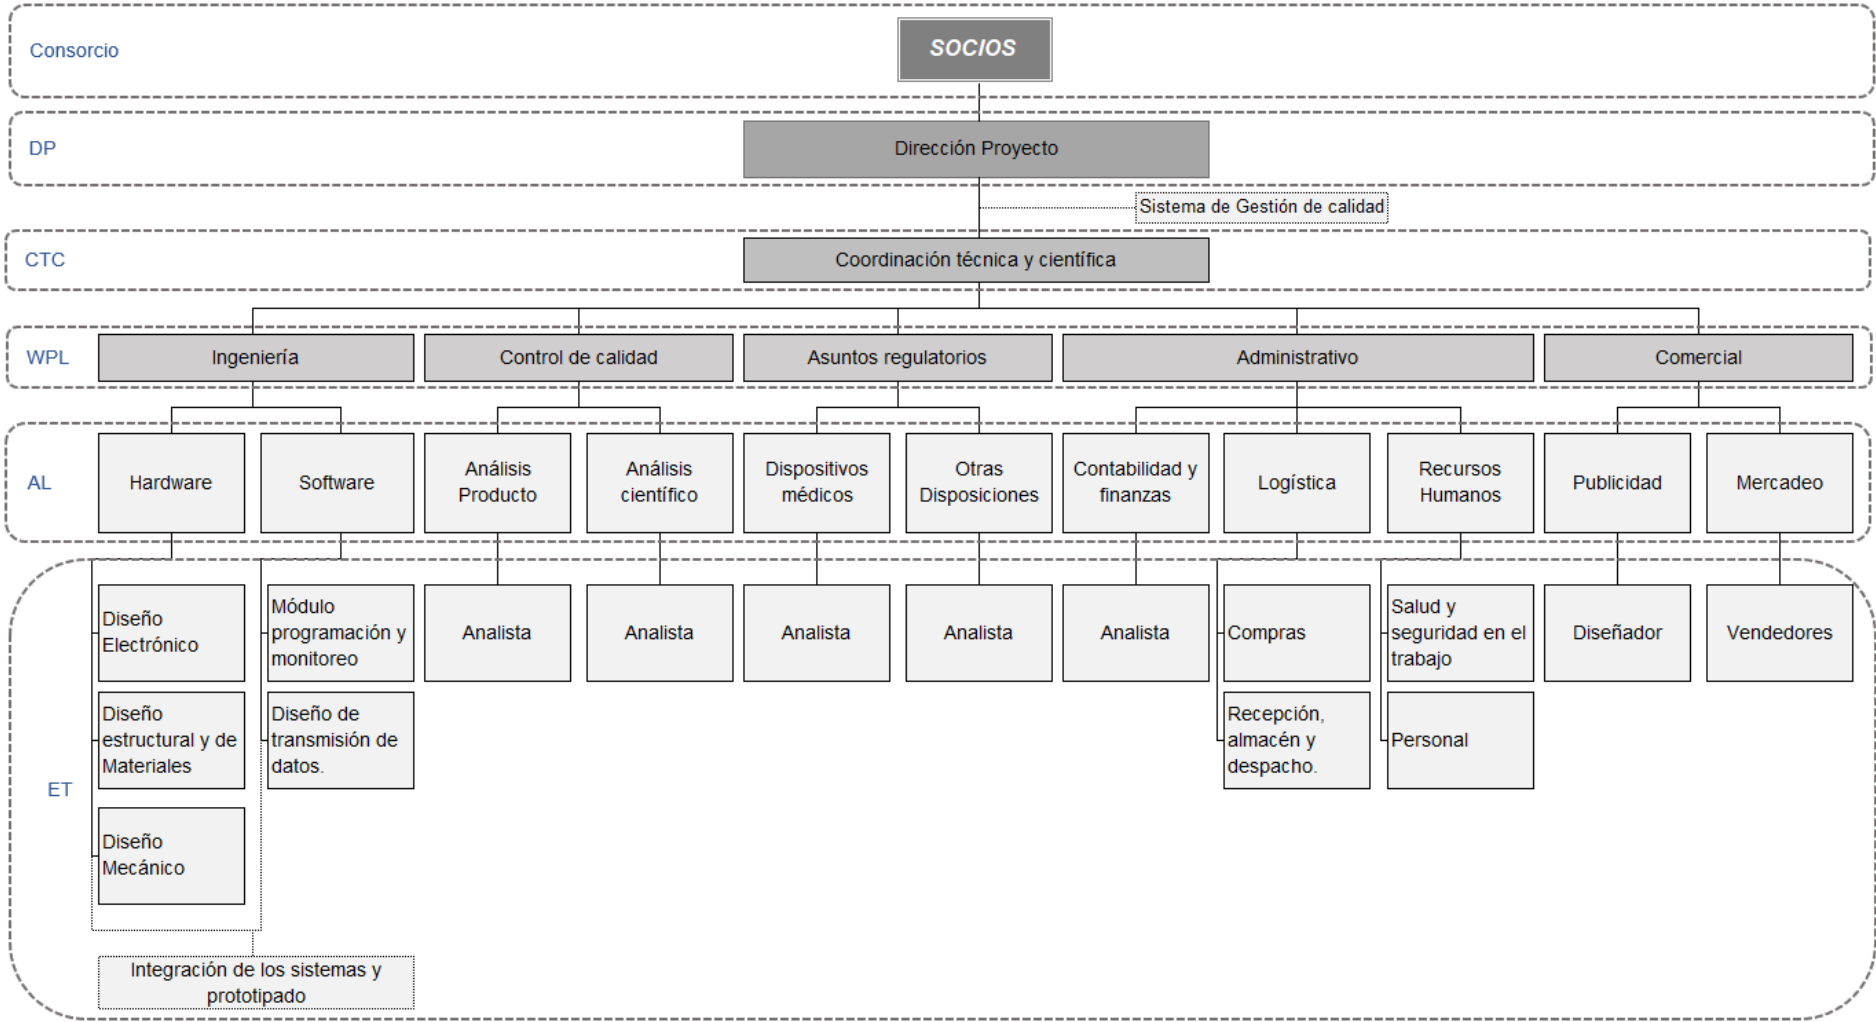 Consorcio
SOCIOS
DP
Dirección Proyecto
Sistema de Gestión de calidad
CTC
Coordinación técnica y científica
WPL
Ingeniería
Control de calidad
Asuntos regulatorios
Administrativo
Comercial
AL
Hardware
Software
Análisis
Producto
Análisis
científico
Dispositivos
médicos
Otras
Disposiciones
Contabilidad y
finanzas
Logística
Recursos
Humanos
Publicidad
Mercadeo
ET
Diseño
Electrónico
Módulo
programación y
monitoreo
Analista
Analista
Analista
Analista
Analista
Compras
Salud y
seguridad en el
trabajo
Diseñador
Vendedores
Diseño
estructural y de
Materiales
Diseño de
transmisión de
datos.
Recepción,
almacén y
despacho.
Personal
Diseño
Mecánico
Integración de los sistemas y
prototipado